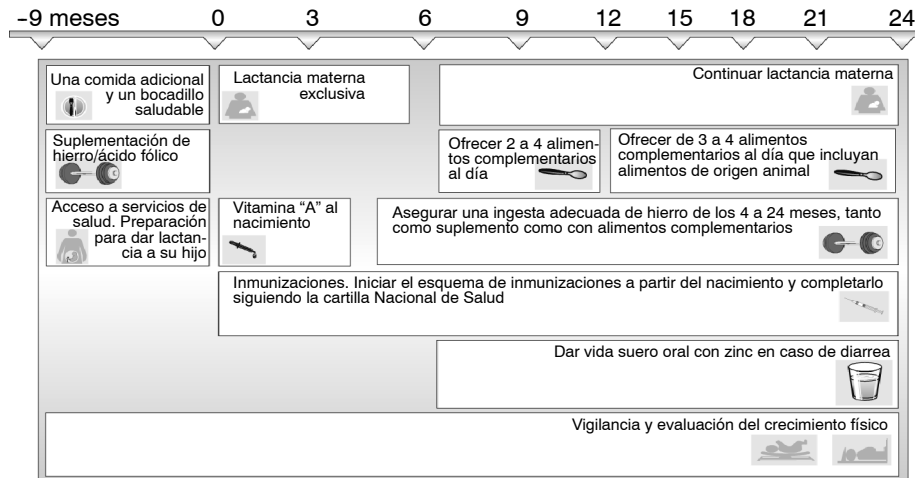 –9 meses 0 3 6 9 12 15 18 21 24
Una comida adicional
y un bocadillo
saludable
Lactancia materna
exclusiva
Continuar lactancia materna
Suplementación de
hierro/ácido fólico
Ofrecer 2 a 4 alimen-
tos complementarios
al día
Ofrecer de 3 a 4 alimentos
complementarios al día que incluyan
alimentos de origen animal
Acceso a servicios de
salud. Preparación
para dar lactan-
cia a su hijo
Vitamina “A” al
nacimiento
Asegurar una ingesta adecuada de hierro de los 4 a 24 meses, tanto
como suplemento como con alimentos complementarios
Inmunizaciones. Iniciar el esquema de inmunizaciones a partir del nacimiento y completarlo
siguiendo la cartilla Nacional de Salud
Dar vida suero oral con zinc en caso de diarrea
Vigilancia y evaluación del crecimiento físico